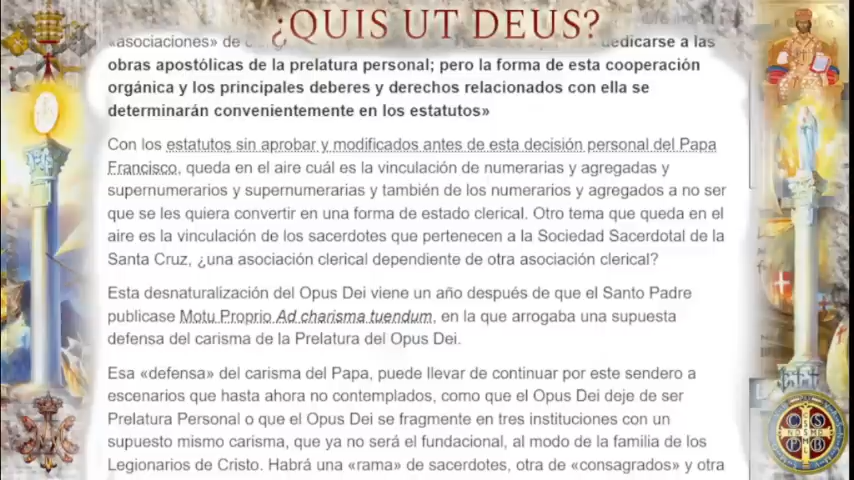 ¿QUIS UT DEUS?
«asociaciones» de dedicarse a las
obras apostólicas de la prelatura personal; pero la forma de esta cooperación
orgánica y los principales deberes y derechos relacionados con ella se
determinarán convenientemente en los estatutos»
Con los estatutos sin aprobar y modificados antes de esta decisión personal del Papa
Francisco, queda en el aire cuál es la vinculación de numerarias y agregadas y
supernumerarios y supernumerarias y también de los numerarios y agregados a no ser
que se les quiera convertir en una forma de estado clerical. Otro tema que queda en el
aire es la vinculación de los sacerdotes que pertenecen a la Sociedad Sacerdotal de la
Santa Cruz, ¿una asociación clerical dependiente de otra asociación clerical?
Esta desnaturalización del Opus Dei viene un año después de que el Santo Padre
publicase Motu Proprio Ad charisma tuendum, en la que arrogaba una supuesta
defensa del carisma de la Prelatura del Opus Dei.
Esa «defensa» del carisma del Papa, puede llevar de continuar por este sendero a
escenarios que hasta ahora no contemplados, como que el Opus Dei deje de ser
Prelatura Personal o que el Opus Dei se fragmente en tres instituciones con un
supuesto mismo carisma, que ya no será el fundacional, al modo de la familia de los
Legionarios de Cristo. Habrá una «rama» de sacerdotes, otra de «consagrados» y otra